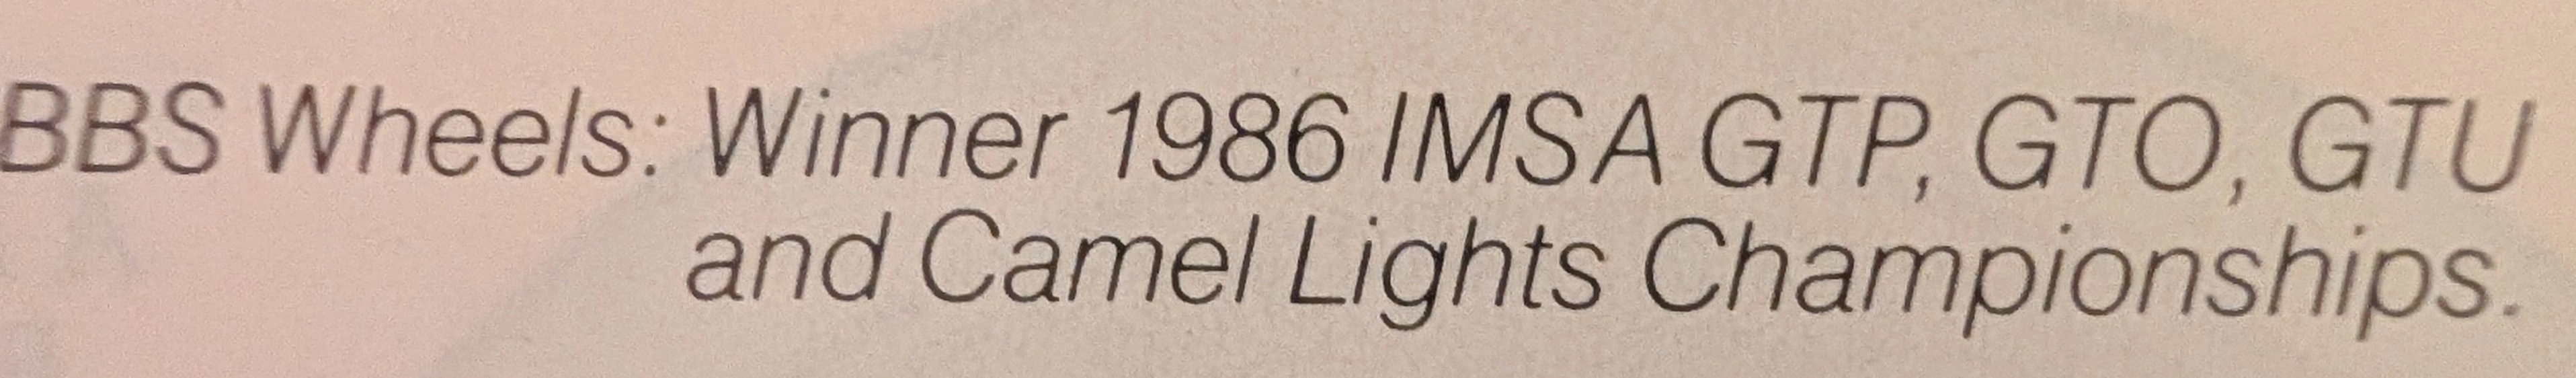 BBS Wheels: Winner 1986 IMSA GTP, GTO, GTU
and Camel Lights Championships.